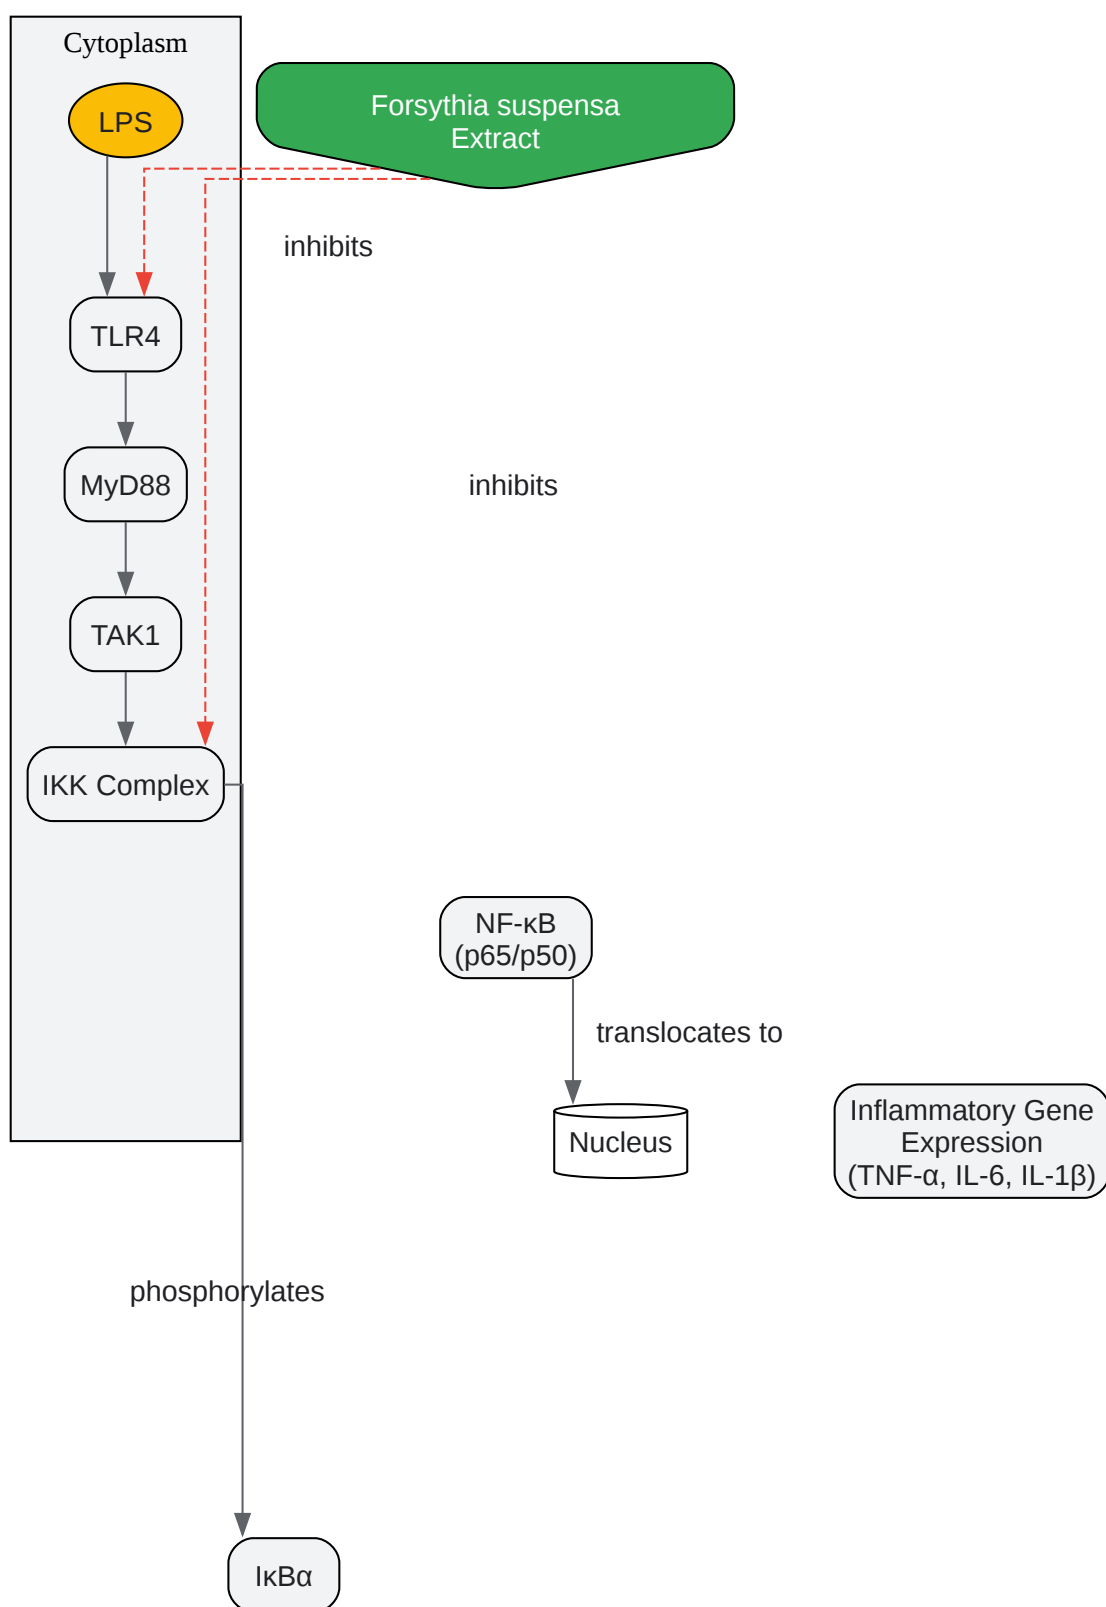 Cytoplasm
LPS
Forsythia suspensa
Extract
inhibits
TLR4
MyD88
inhibits
TAK1
IKK Complex
NF-κB
(p65/p50)
translocates to
Nucleus
Inflammatory Gene
Expression
(TNF-α, IL-6, IL-1β)
phosphorylates
IκBα